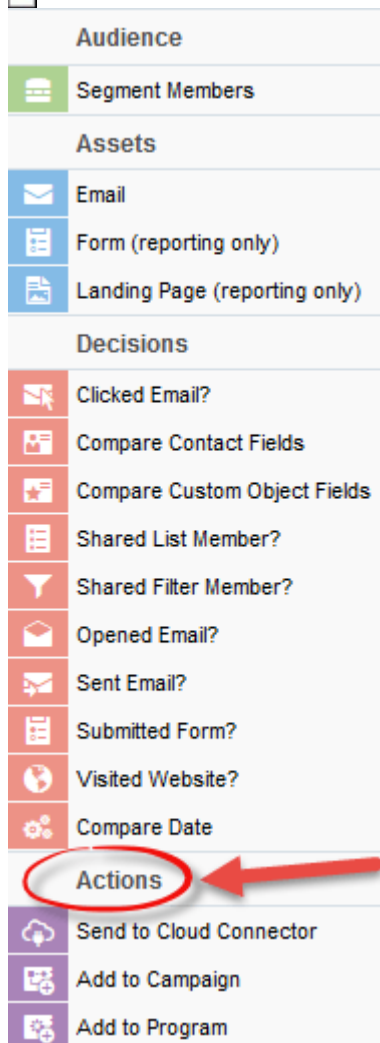 Audience
Segment Members
Assets
Email
Form (reporting only)
Landing Page (reporting only)
Decisions
Clicked Email?
Compare Contact Fields
Compare Custom Object Fields
Shared List Member?
Shared Filter Member?
Opened Email?
Sent Email?
Submitted Form?
Visited Website?
Compare Date
Actions
Send to Cloud Connector
Add to Campaign
Add to Program